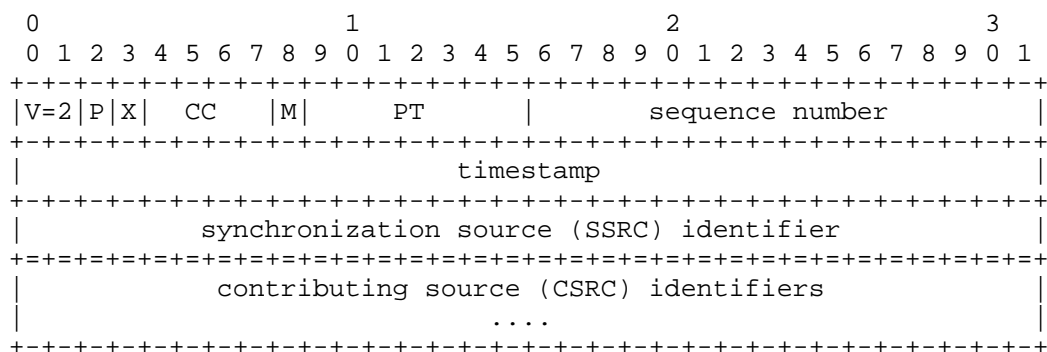 0                   1                   2                   3
 0 1 2 3 4 5 6 7 8 9 0 1 2 3 4 5 6 7 8 9 0 1 2 3 4 5 6 7 8 9 0 1
+-+-+-+-+-+-+-+-+-+-+-+-+-+-+-+-+-+-+-+-+-+-+-+-+-+-+-+-+-+-+-+-+
|V=2|P|X|  CC   |M|     PT      |       sequence number         |
+-+-+-+-+-+-+-+-+-+-+-+-+-+-+-+-+-+-+-+-+-+-+-+-+-+-+-+-+-+-+-+-+
|                           timestamp                           |
+-+-+-+-+-+-+-+-+-+-+-+-+-+-+-+-+-+-+-+-+-+-+-+-+-+-+-+-+-+-+-+-+
|           synchronization source (SSRC) identifier            |
+=+=+=+=+=+=+=+=+=+=+=+=+=+=+=+=+=+=+=+=+=+=+=+=+=+=+=+=+=+=+=+=+
|            contributing source (CSRC) identifiers             |
|                             ....                              |
+-+-+-+-+-+-+-+-+-+-+-+-+-+-+-+-+-+-+-+-+-+-+-+-+-+-+-+-+-+-+-+-+